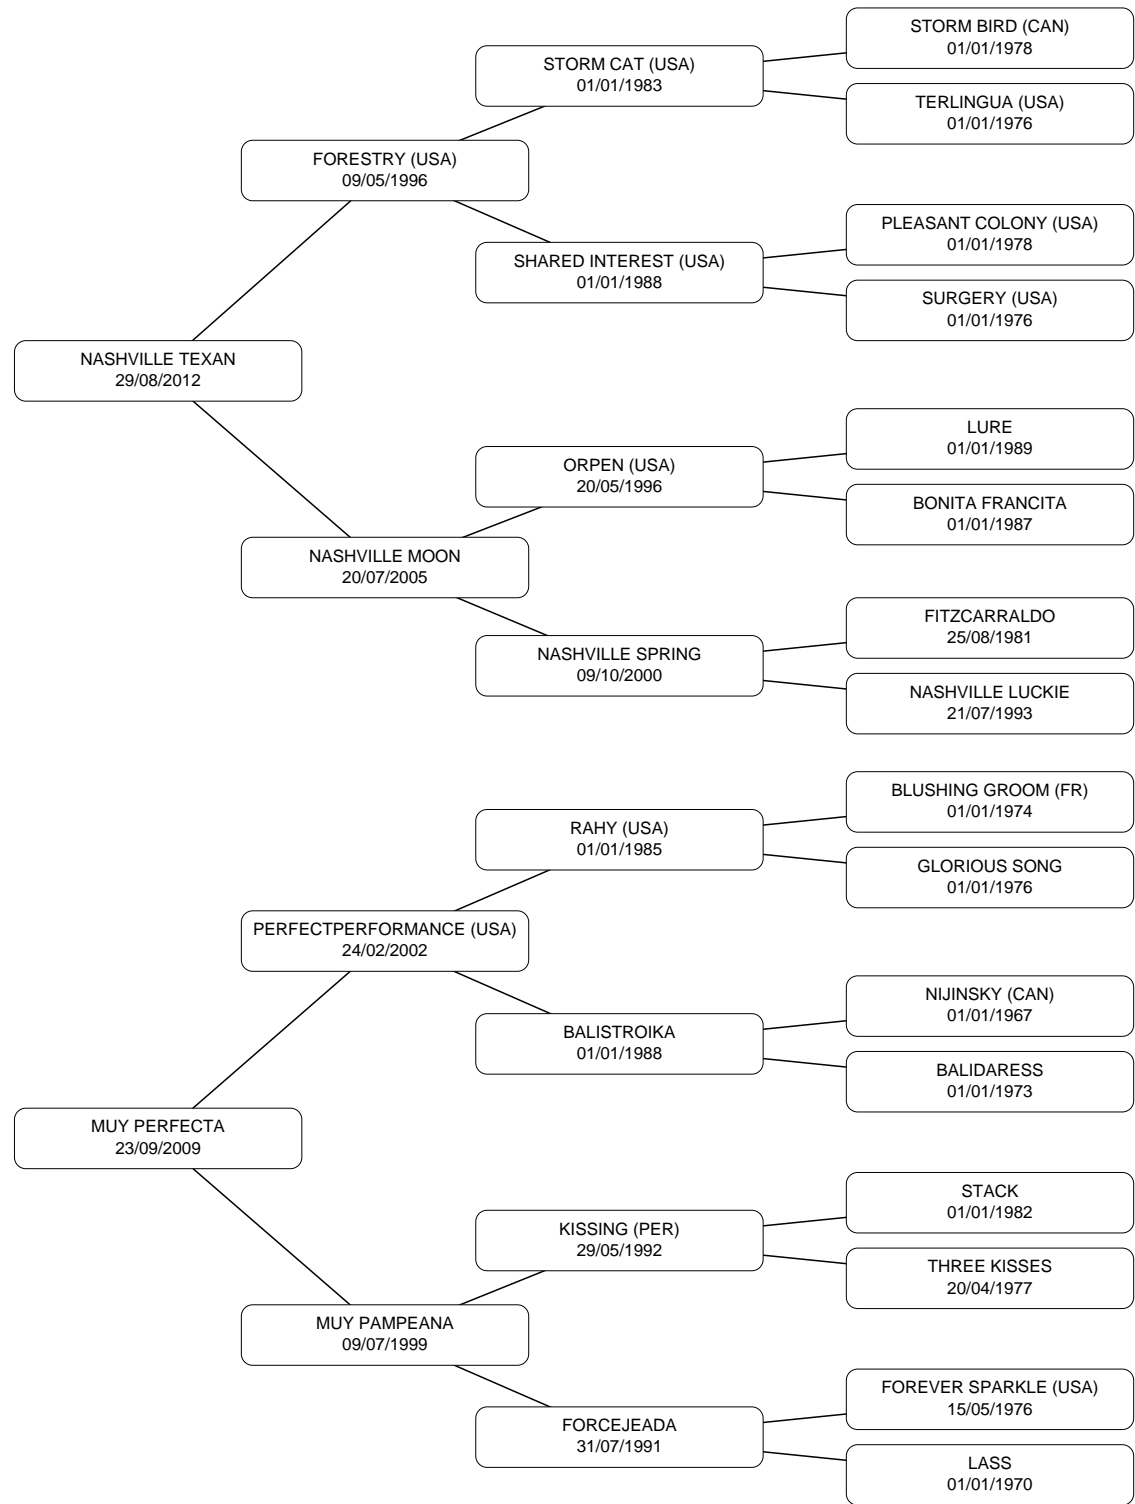 STORM BIRD (CAN)
01/01/1978
STORM CAT (USA)
01/01/1983
TERLINGUA (USA)
01/01/1976
FORESTRY (USA)
09/05/1996
PLEASANT COLONY (USA)
01/01/1978
SHARED INTEREST (USA)
01/01/1988
SURGERY (USA)
01/01/1976
NASHVILLE TEXAN
29/08/2012
LURE
01/01/1989
ORPEN (USA)
20/05/1996
BONITA FRANCITA
01/01/1987
NASHVILLE MOON
20/07/2005
FITZCARRALDO
25/08/1981
NASHVILLE SPRING
09/10/2000
NASHVILLE LUCKIE
21/07/1993
BLUSHING GROOM (FR)
01/01/1974
RAHY (USA)
01/01/1985
GLORIOUS SONG
01/01/1976
PERFECTPERFORMANCE (USA)
24/02/2002
NIJINSKY (CAN)
01/01/1967
BALISTROIKA
01/01/1988
BALIDARESS
01/01/1973
MUY PERFECTA
23/09/2009
STACK
01/01/1982
KISSING (PER)
29/05/1992
THREE KISSES
20/04/1977
MUY PAMPEANA
09/07/1999
FOREVER SPARKLE (USA)
15/05/1976
FORCEJEADA
31/07/1991
LASS
01/01/1970